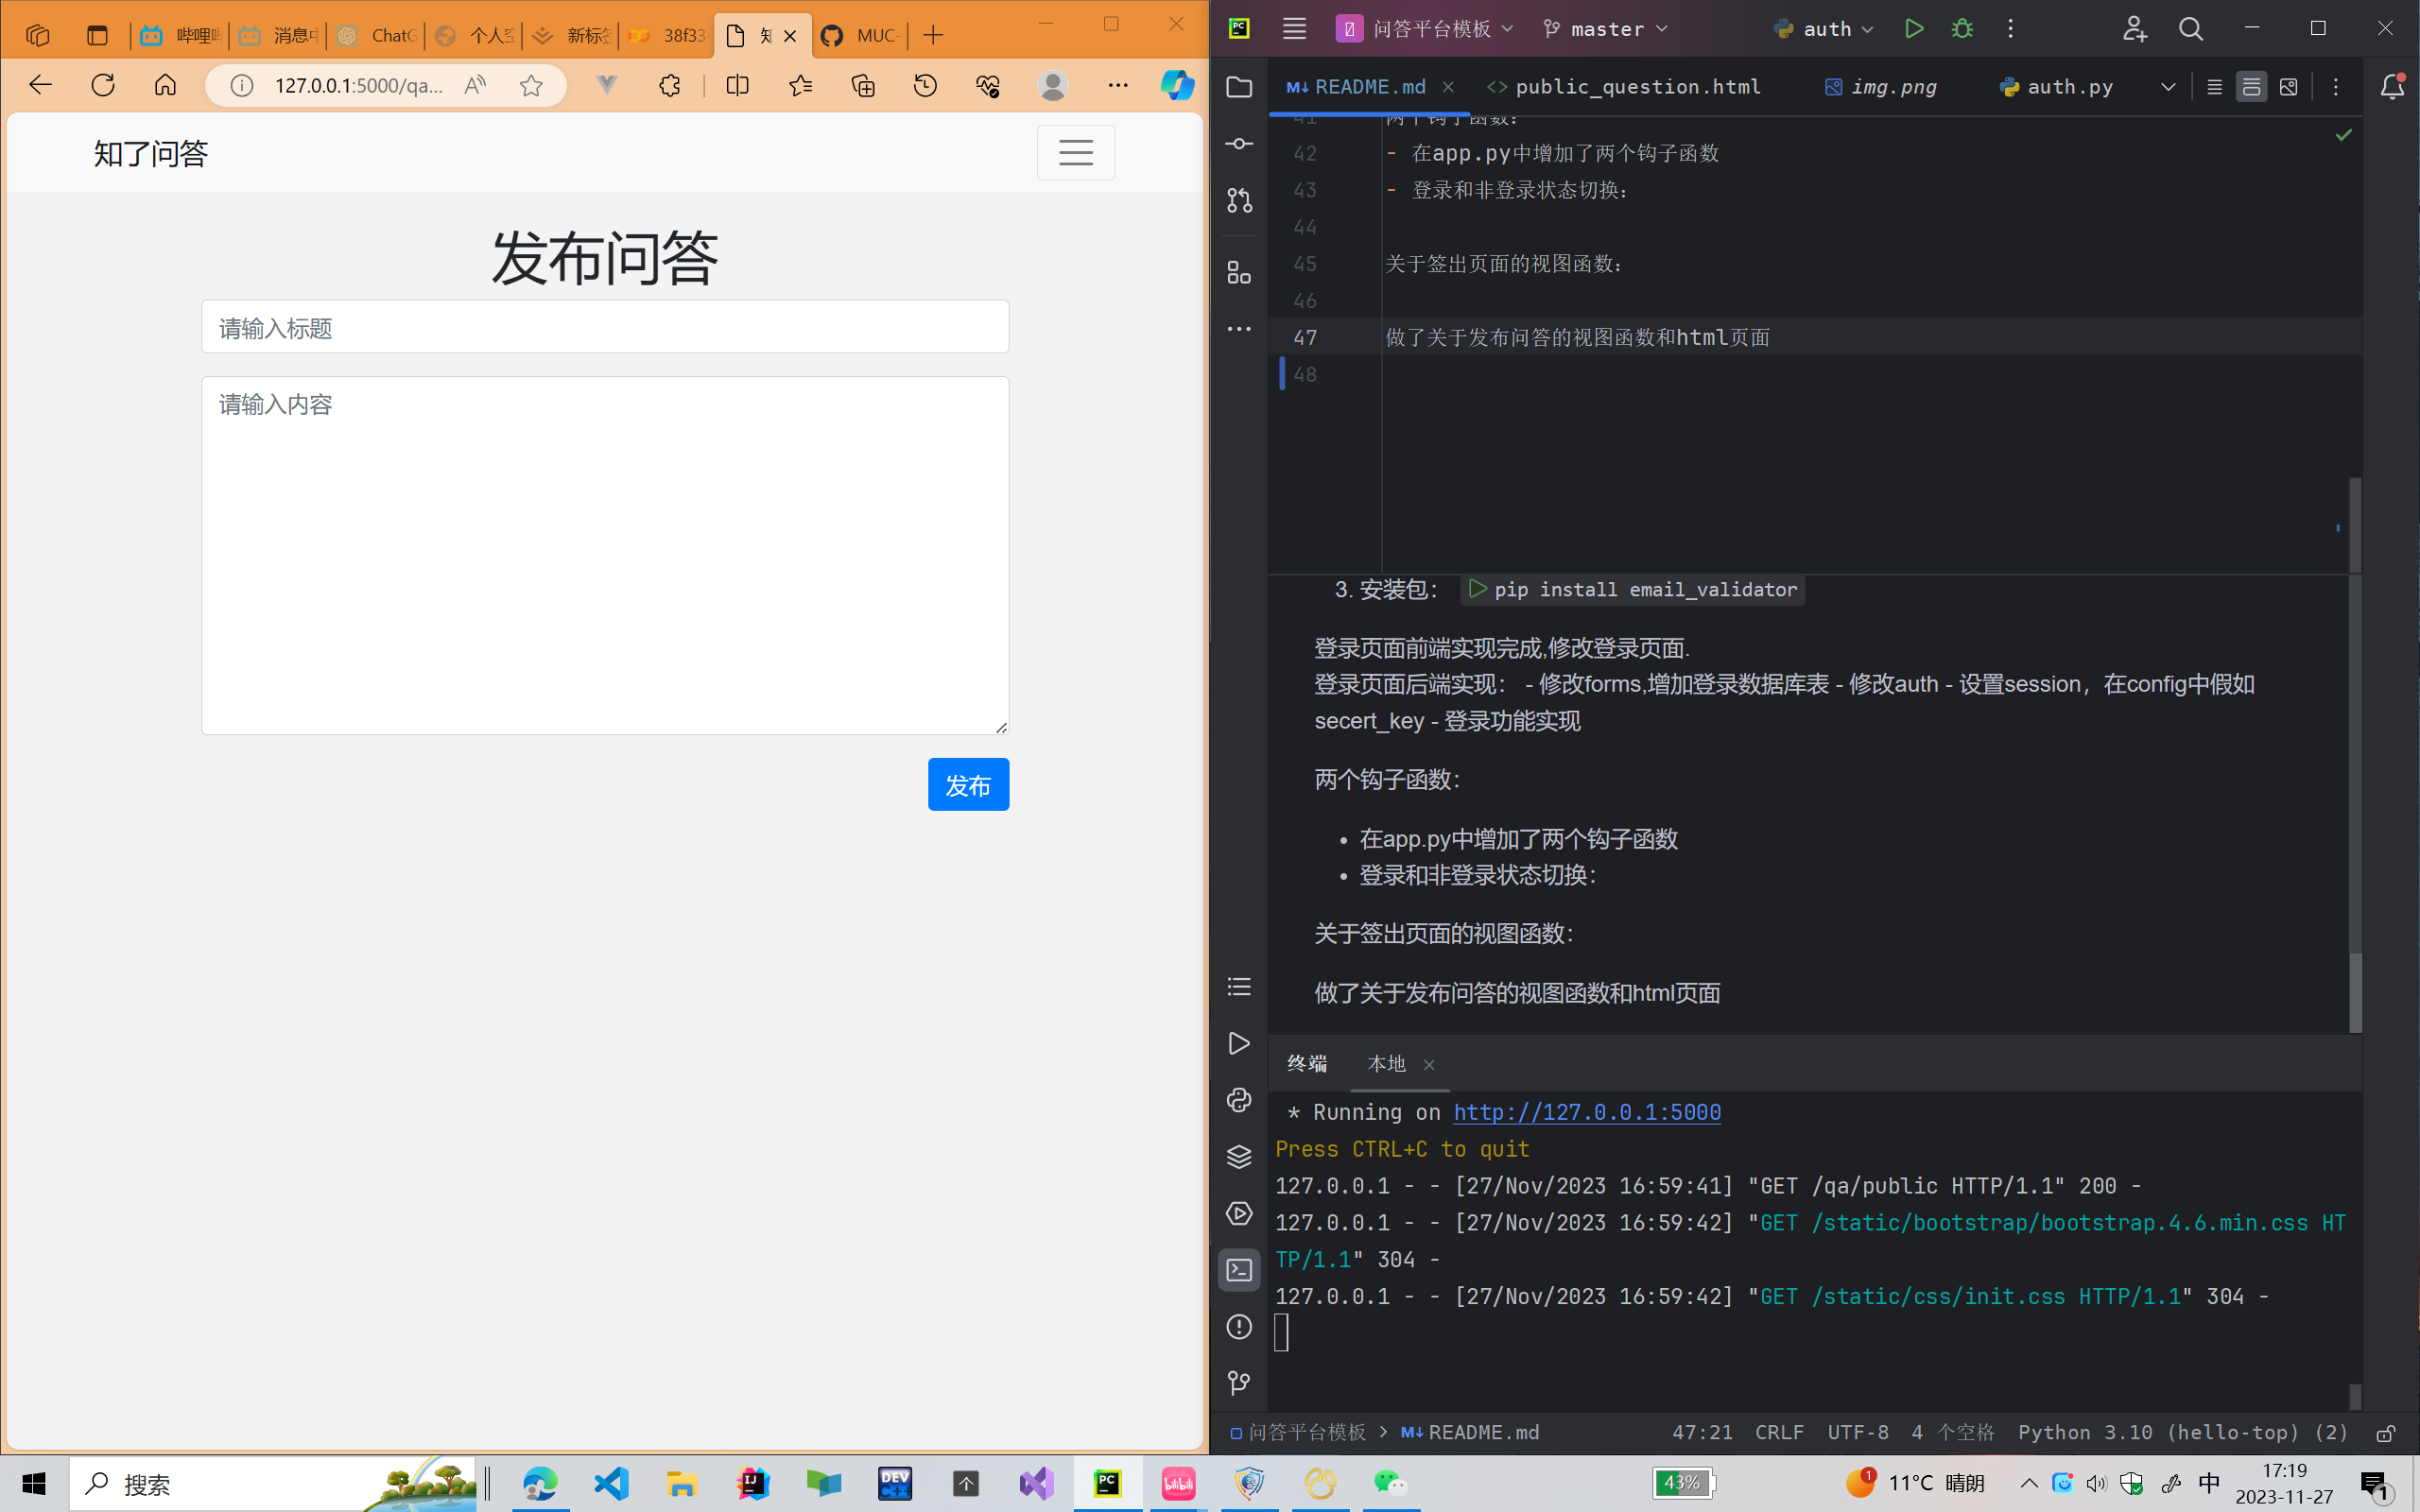 哔哩
消息中
ChatG
个人空
新标签
38f33
知
MUC-
127.0.0.1:5000/qa...
知了问答
发布问答
请输入标题
请输入内容
发布
问答平台模板
master
auth
README.md
public_question.html
img.png
auth.py
41 两个钩子函数：
42 - 在app.py中增加了两个钩子函数
43 - 登录和非登录状态切换：
44
45 关于签出页面的视图函数：
46
47 做了关于发布问答的视图函数和html页面
48
3. 安装包： pip install email_validator
登录页面前端实现完成,修改登录页面.
登录页面后端实现： - 修改forms,增加登录数据库表 - 修改auth - 设置session，在config中假如
secert_key - 登录功能实现
两个钩子函数：
• 在app.py中增加了两个钩子函数
• 登录和非登录状态切换：
关于签出页面的视图函数：
做了关于发布问答的视图函数和html页面
终端 本地
* Running on http://127.0.0.1:5000
Press CTRL+C to quit
127.0.0.1 - - [27/Nov/2023 16:59:41] "GET /qa/public HTTP/1.1" 200 -
127.0.0.1 - - [27/Nov/2023 16:59:42] "GET /static/bootstrap/bootstrap.4.6.min.css HT
TP/1.1" 304 -
127.0.0.1 - - [27/Nov/2023 16:59:42] "GET /static/css/init.css HTTP/1.1" 304 -
问答平台模板 > README.md
47:21 CRLF UTF-8 4 个空格 Python 3.10 (hello-top) (2)
搜索
43%
11°C 晴朗
中
17:19
2023-11-27